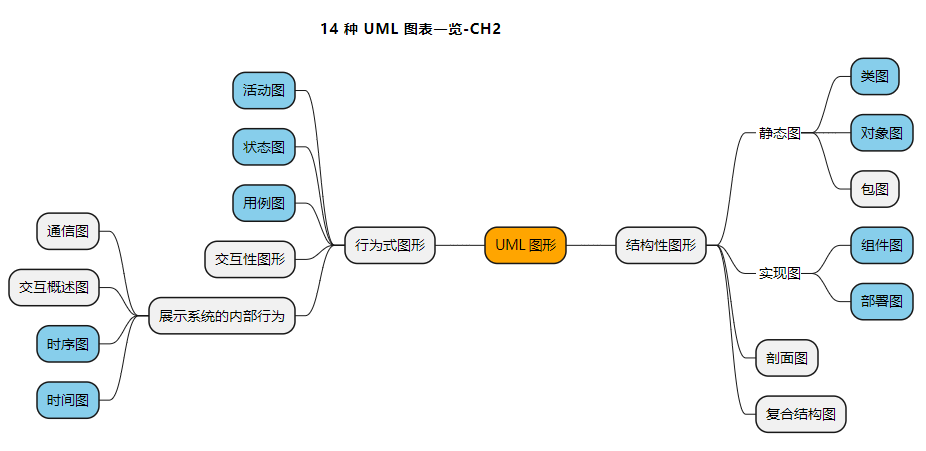 14 种 UML 图表一览-CH2
活动图
状态图
用例图
交互性图形
展示系统的内部行为
通信图
交互概述图
时序图
时间图
行为式图形
UML 图形
结构性图形
静态图
类图
对象图
包图
实现图
组件图
部署图
剖面图
复合结构图